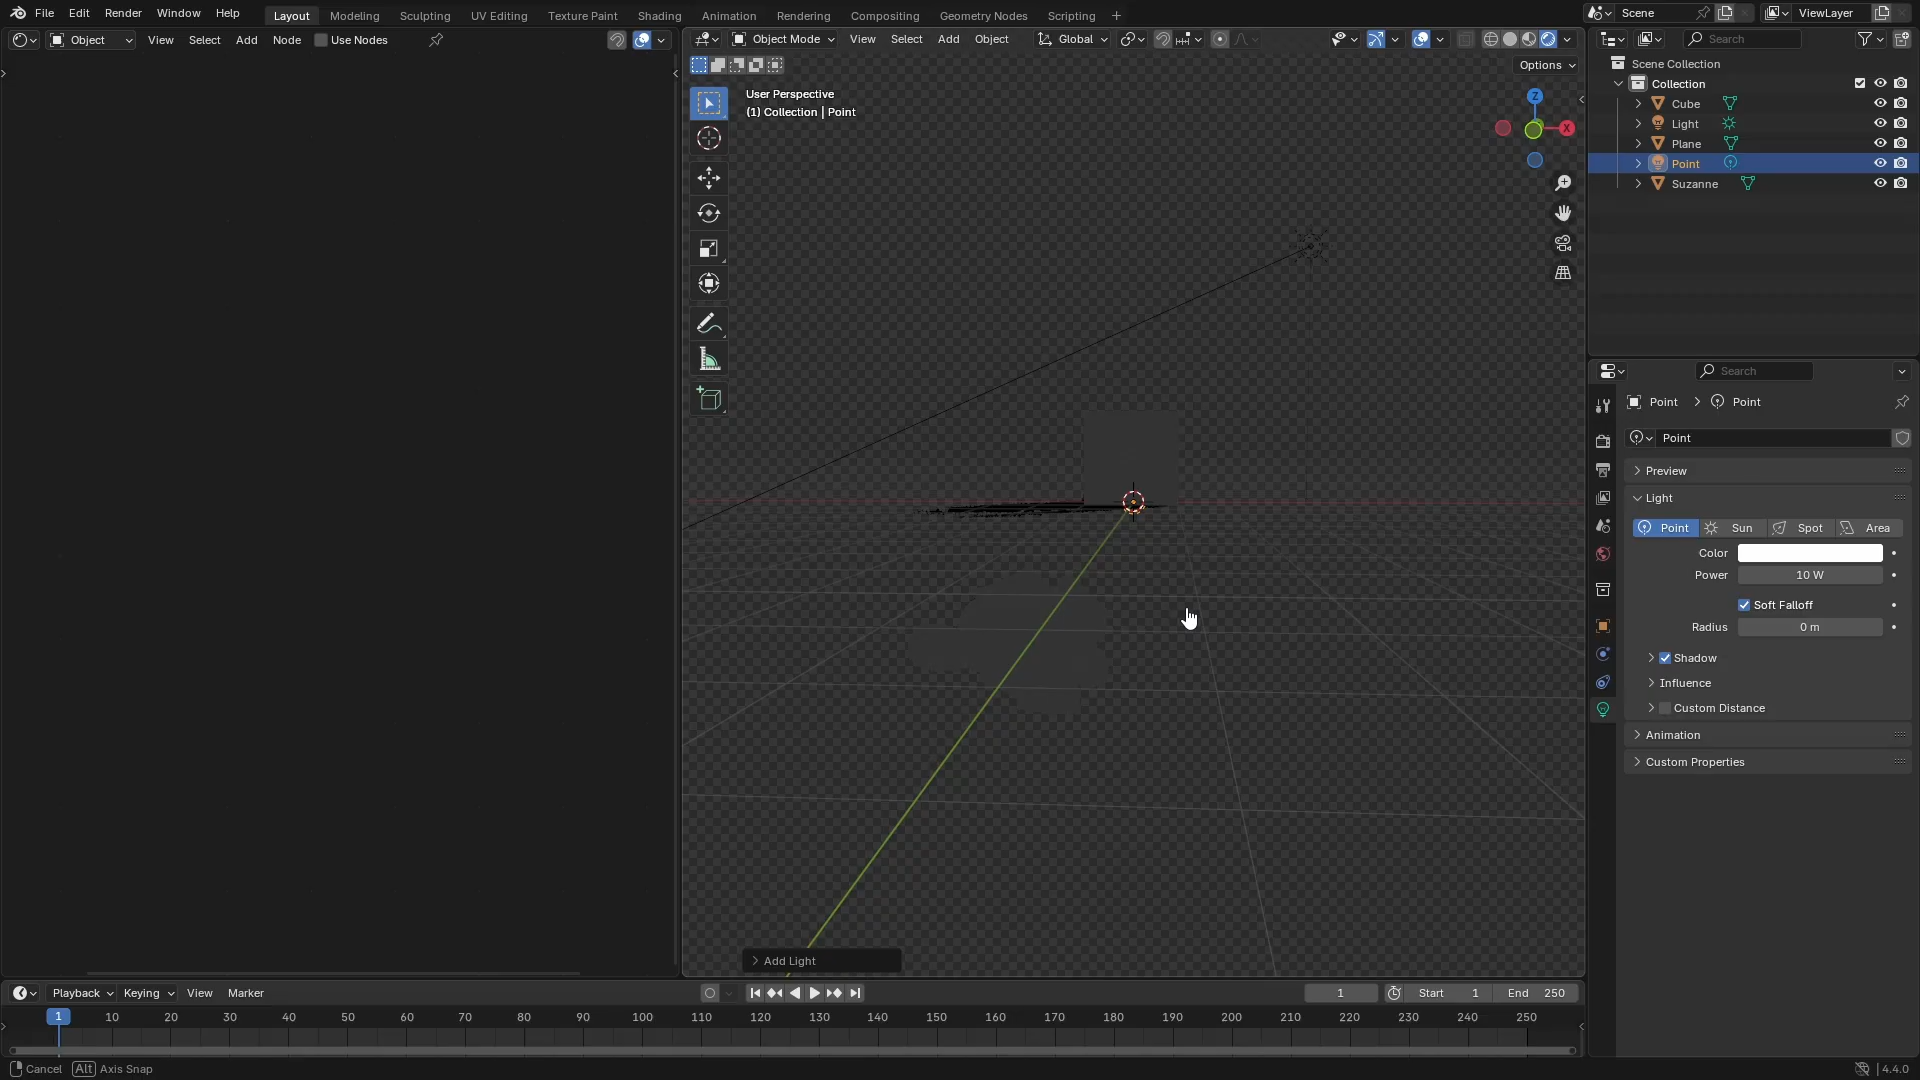 File Edit Render Window Help Layout Modeling Sculpting UV Editing Texture Paint Shading Animation Rendering Compositing Geometry Nodes Scripting Scene ViewLayer
Object View Select Add Node Use Nodes Object Mode View Select Add Object Global Search
Options
User Perspective
(1) Collection | Point
Z
X
Scene Collection
Collection
Cube
Light
Plane
Point
Suzanne
Search
Point Point
Point
Preview
Light
Point Sun Spot Area
Color
Power 10 W
Soft Falloff
Radius 0 m
Shadow
Influence
Custom Distance
Animation
Custom Properties
Add Light
Playback Keying View Marker 1 Start 1 End 250
1 10 20 30 40 50 60 70 80 90 100 110 120 130 140 150 160 170 180 190 200 210 220 230 240 250
Cancel Alt Axis Snap 4.4.0